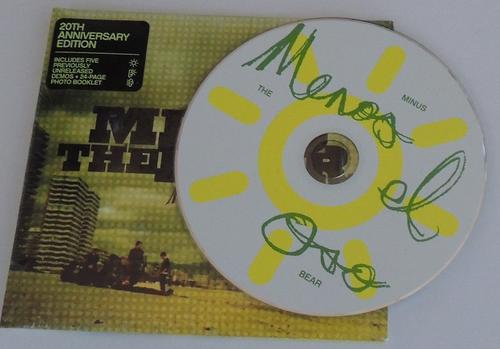 20TH
ANNIVERSARY
EDITION
INCLUDES FIVE
PREVIOUSLY
UNRELEASED
DEMOS + 24-PAGE
PHOTO BOOKLET
MI
THE
Menos
el
Oso
THE
MINUS
BEAR